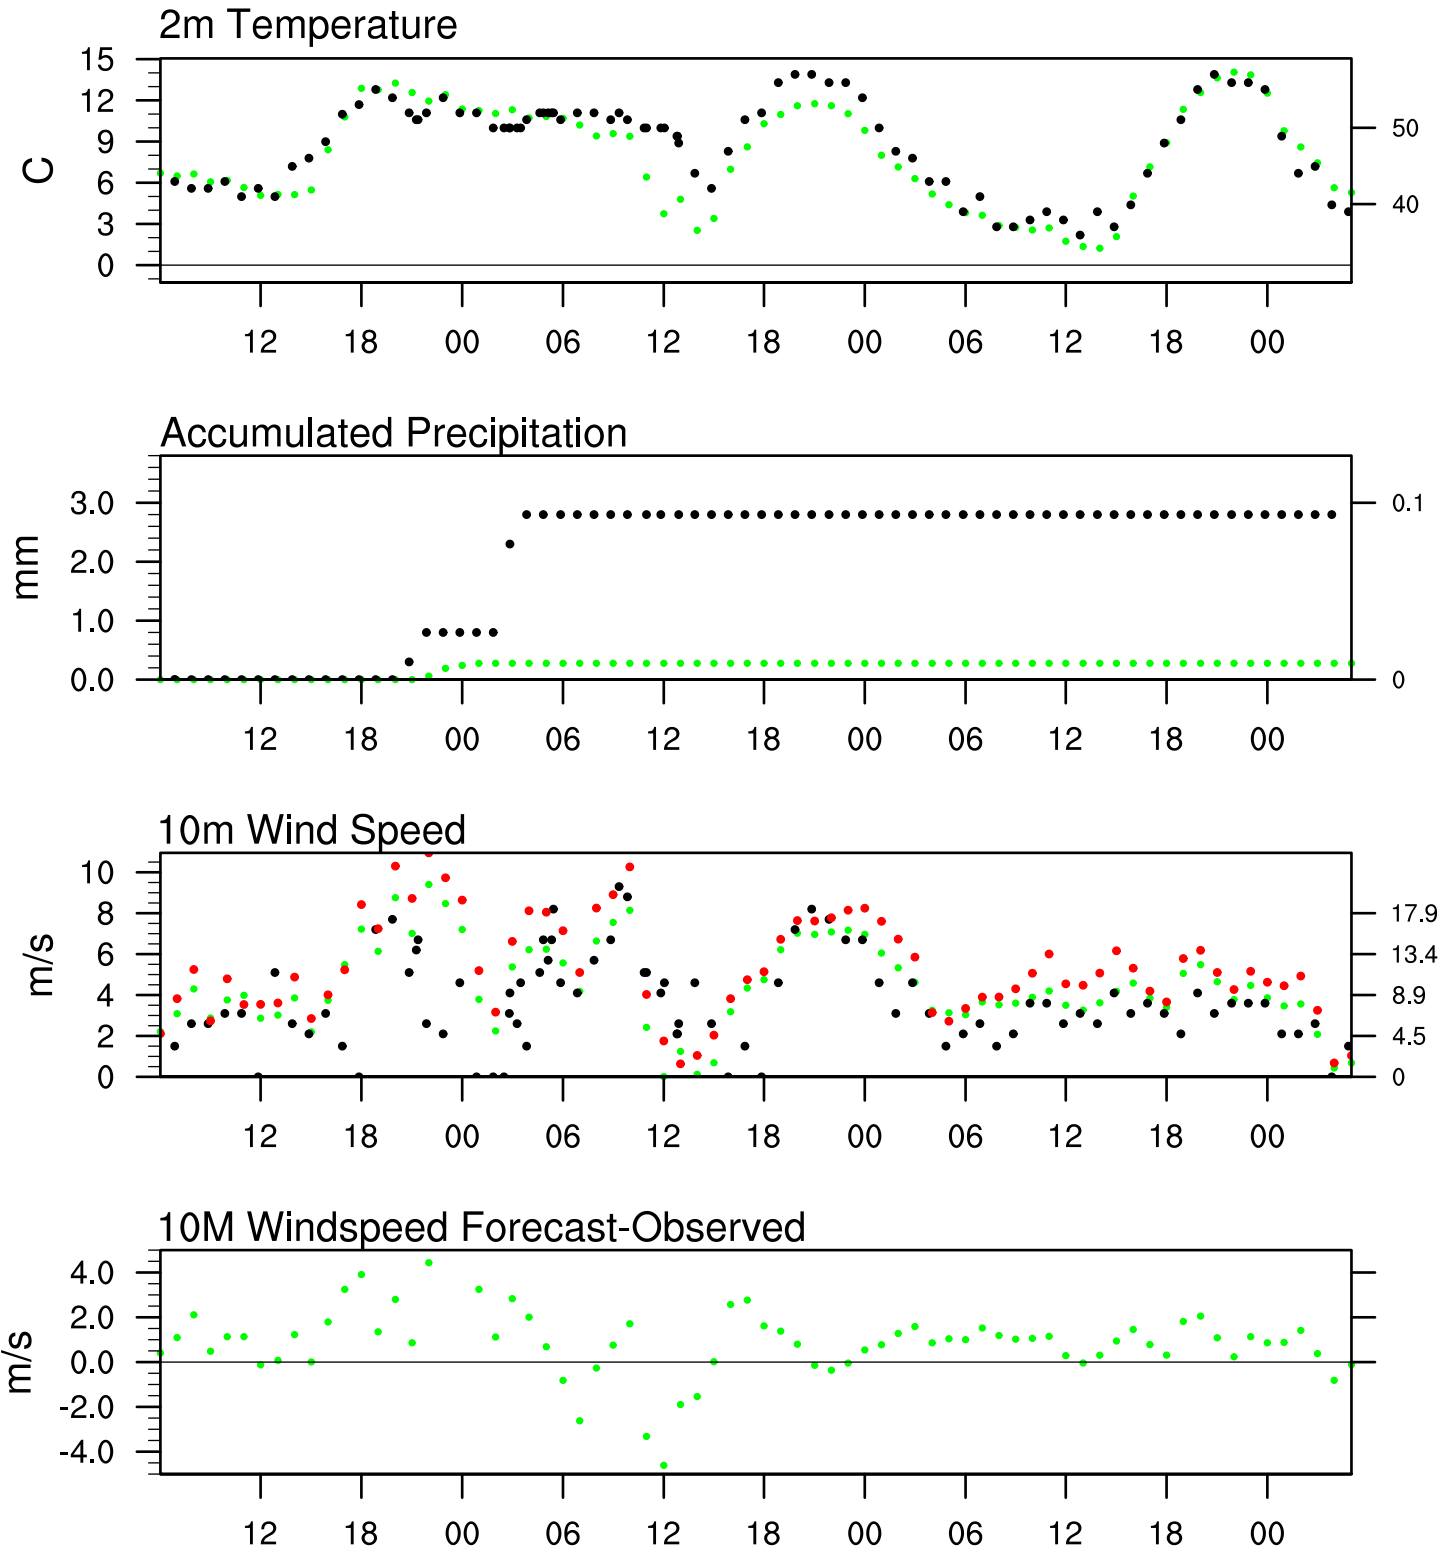 2m Temperature
15
12
9
6
3
0
C
50
40
12 18 00 06 12 18 00 06 12 18 00
Accumulated Precipitation
3.0
2.0
1.0
0.0
mm
0.1
0
12 18 00 06 12 18 00 06 12 18 00
10m Wind Speed
10
8
6
4
2
0
m/s
17.9
13.4
8.9
4.5
0
12 18 00 06 12 18 00 06 12 18 00
10M Windspeed Forecast-Observed
4.0
2.0
0.0
-2.0
-4.0
m/s
12 18 00 06 12 18 00 06 12 18 00